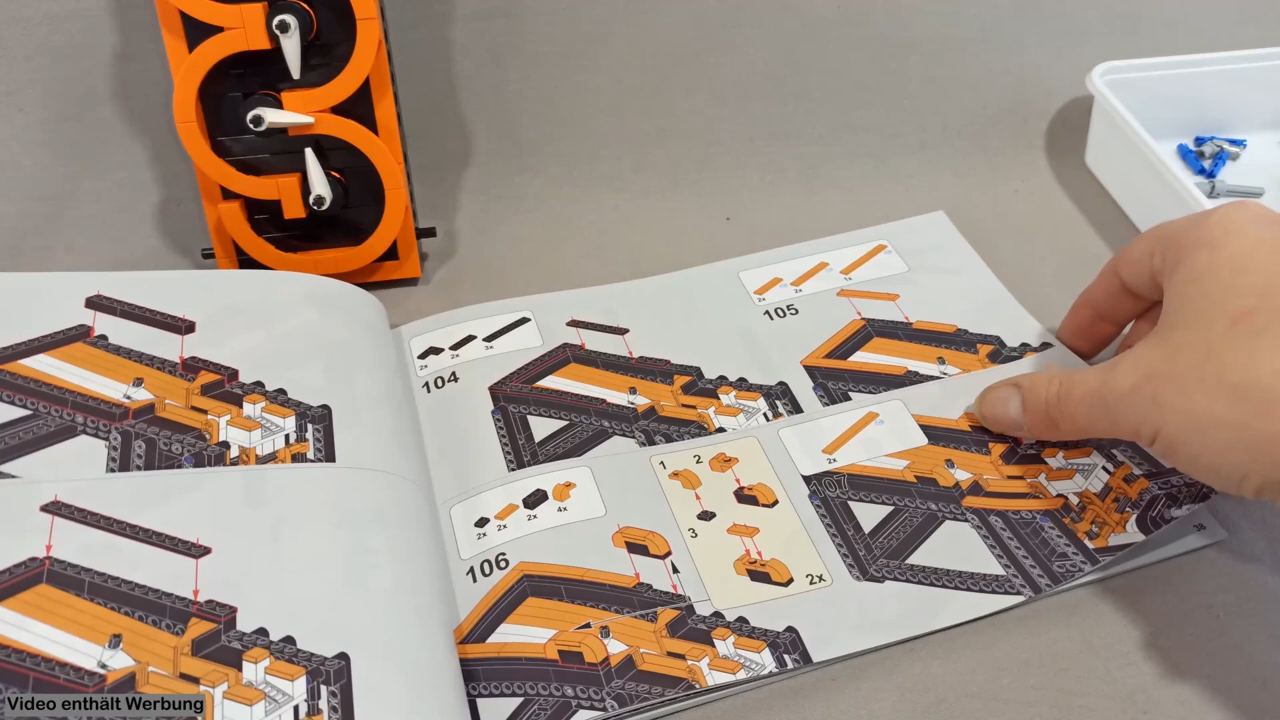 2x
2x
3x
104
2x
2x
1x
105
2x
2x
2x
4x
106
1
2
3
2x
2x
107
38
Video enthält Werbung